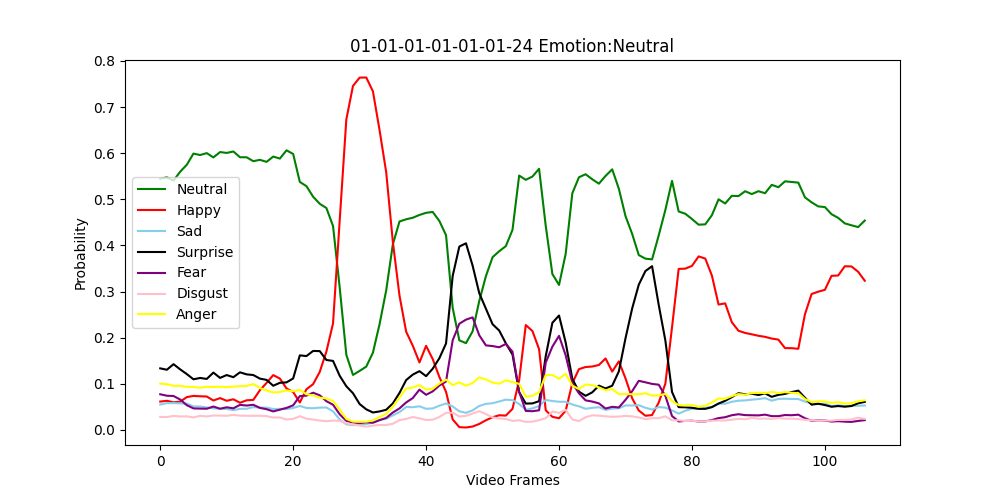 01-01-01-01-01-01-24 Emotion:Neutral
0.8
0.7
0.6
0.5
0.4
0.3
0.2
0.1
0.0
Probability
Neutral
Happy
Sad
Surprise
Fear
Disgust
Anger
0 20 40 60 80 100
Video Frames